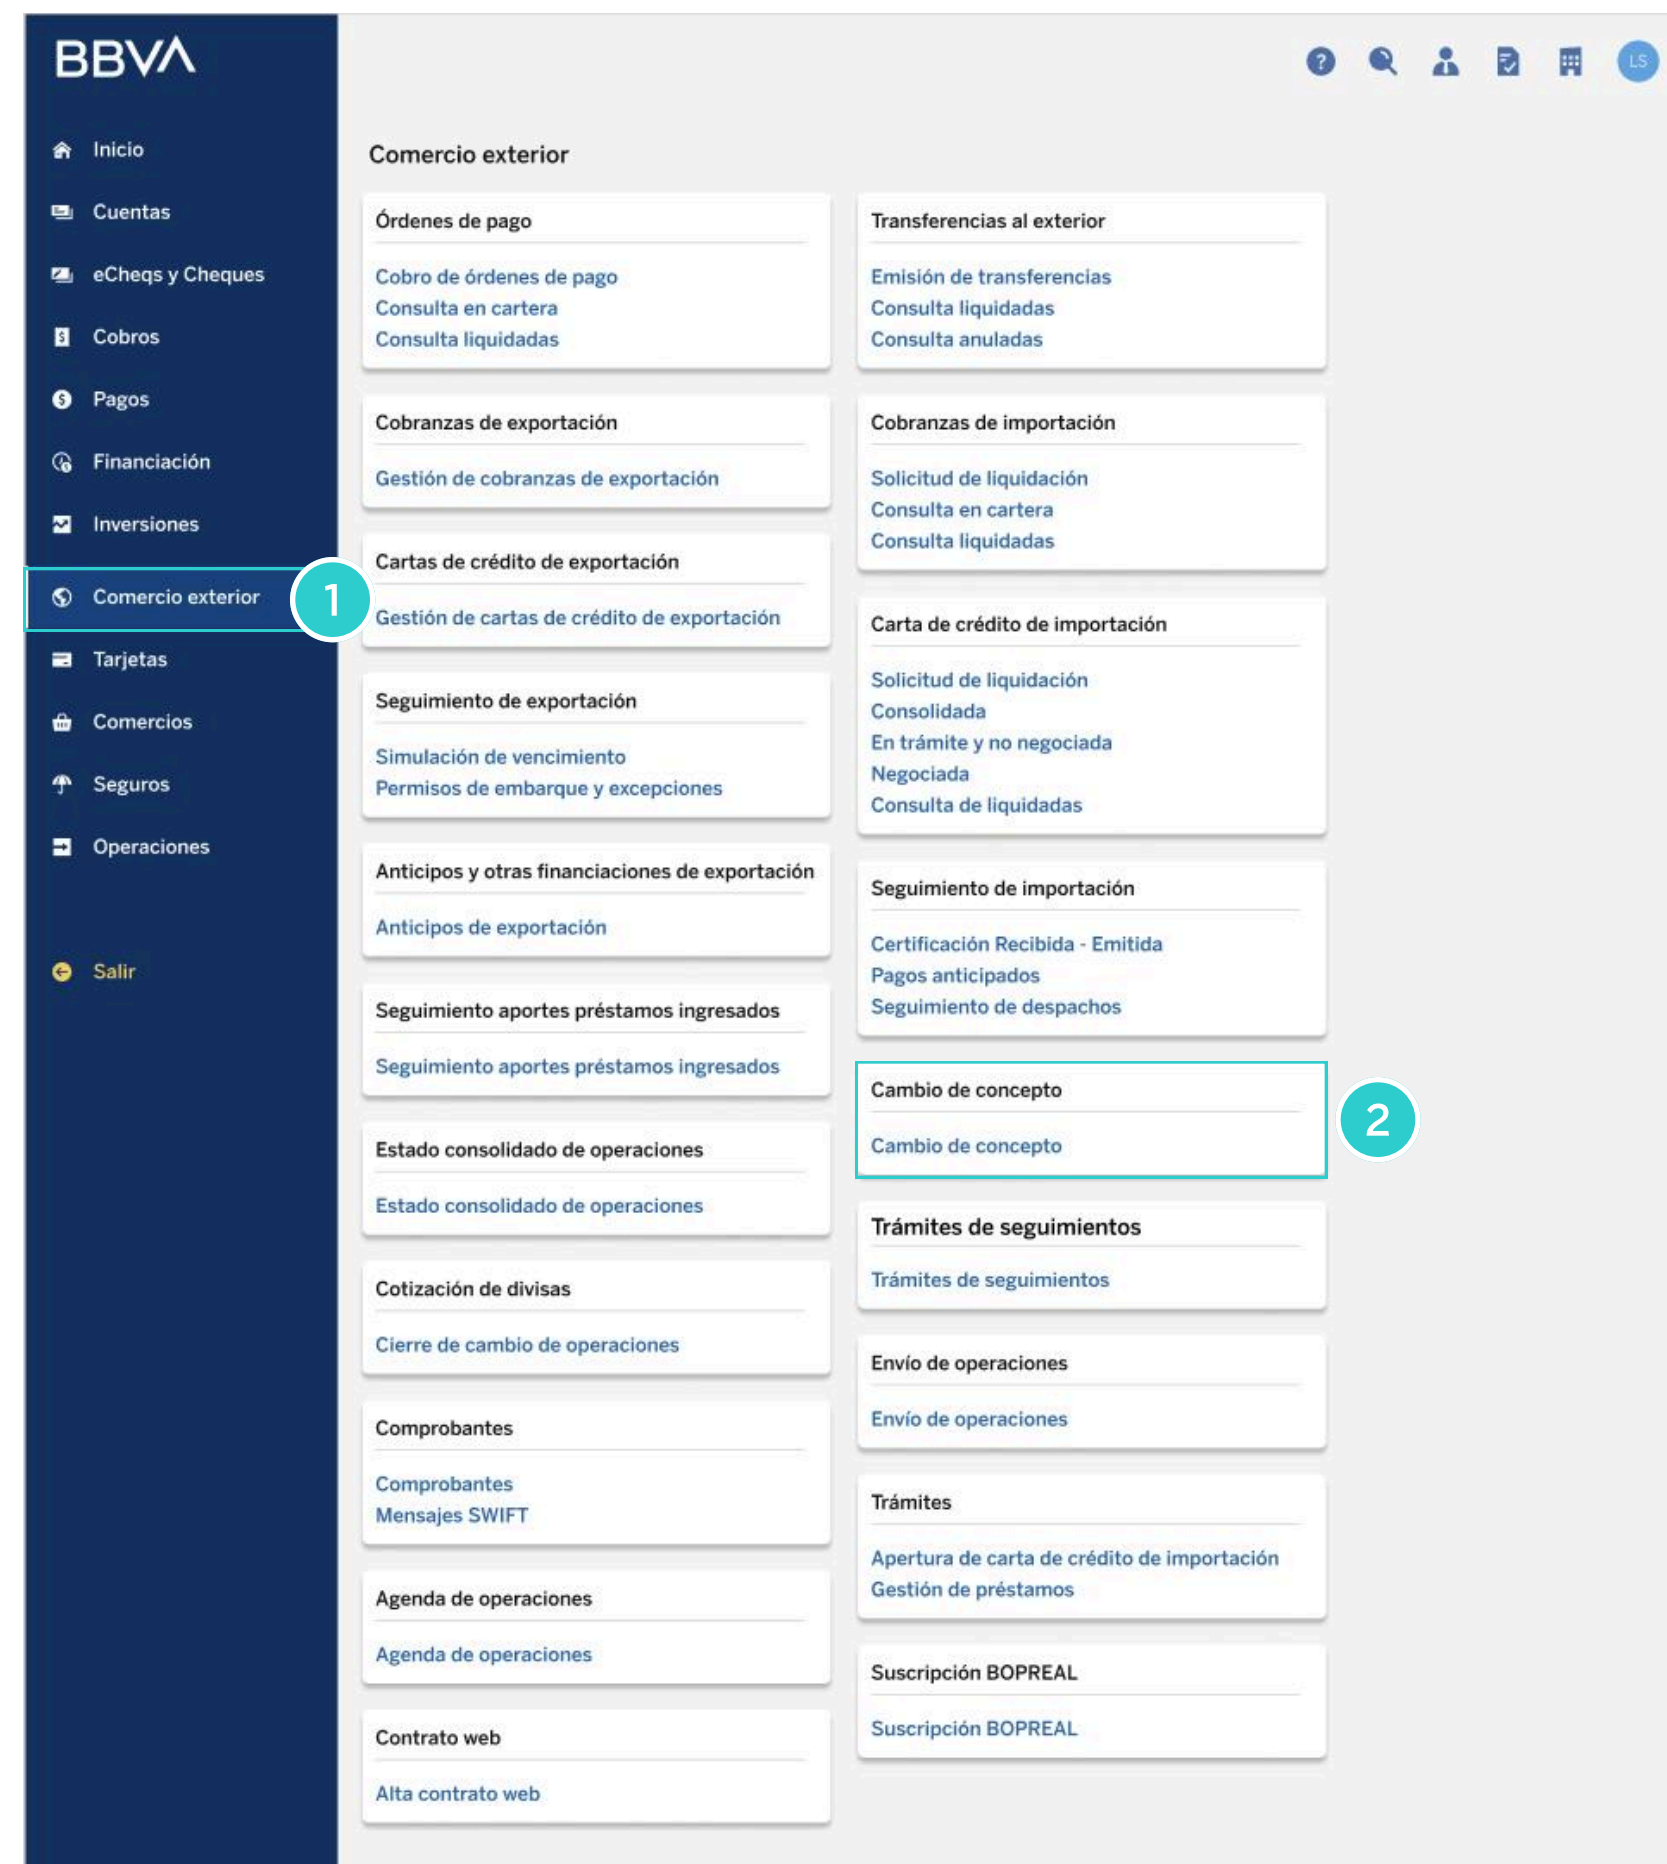 BBVA
LS
Inicio
Cuentas
eCheqs y Cheques
Cobros
Pagos
Financiación
Inversiones
Comercio exterior
1
Tarjetas
Comercios
Seguros
Operaciones
Salir
Comercio exterior
Órdenes de pago
Cobro de órdenes de pago
Consulta en cartera
Consulta liquidadas
Cobranzas de exportación
Gestión de cobranzas de exportación
Cartas de crédito de exportación
Gestión de cartas de crédito de exportación
Seguimiento de exportación
Simulación de vencimiento
Permisos de embarque y excepciones
Anticipos y otras financiaciones de exportación
Anticipos de exportación
Seguimiento aportes préstamos ingresados
Seguimiento aportes préstamos ingresados
Estado consolidado de operaciones
Estado consolidado de operaciones
Cotización de divisas
Cierre de cambio de operaciones
Comprobantes
Comprobantes
Mensajes SWIFT
Agenda de operaciones
Agenda de operaciones
Contrato web
Alta contrato web
Transferencias al exterior
Emisión de transferencias
Consulta liquidadas
Consulta anuladas
Cobranzas de importación
Solicitud de liquidación
Consulta en cartera
Consulta liquidadas
Carta de crédito de importación
Solicitud de liquidación
Consolidada
En trámite y no negociada
Negociada
Consulta de liquidadas
Seguimiento de importación
Certificación Recibida - Emitida
Pagos anticipados
Seguimiento de despachos
Cambio de concepto
Cambio de concepto
2
Trámites de seguimientos
Trámites de seguimientos
Envío de operaciones
Envío de operaciones
Trámites
Apertura de carta de crédito de importación
Gestión de préstamos
Suscripción BOPREAL
Suscripción BOPREAL